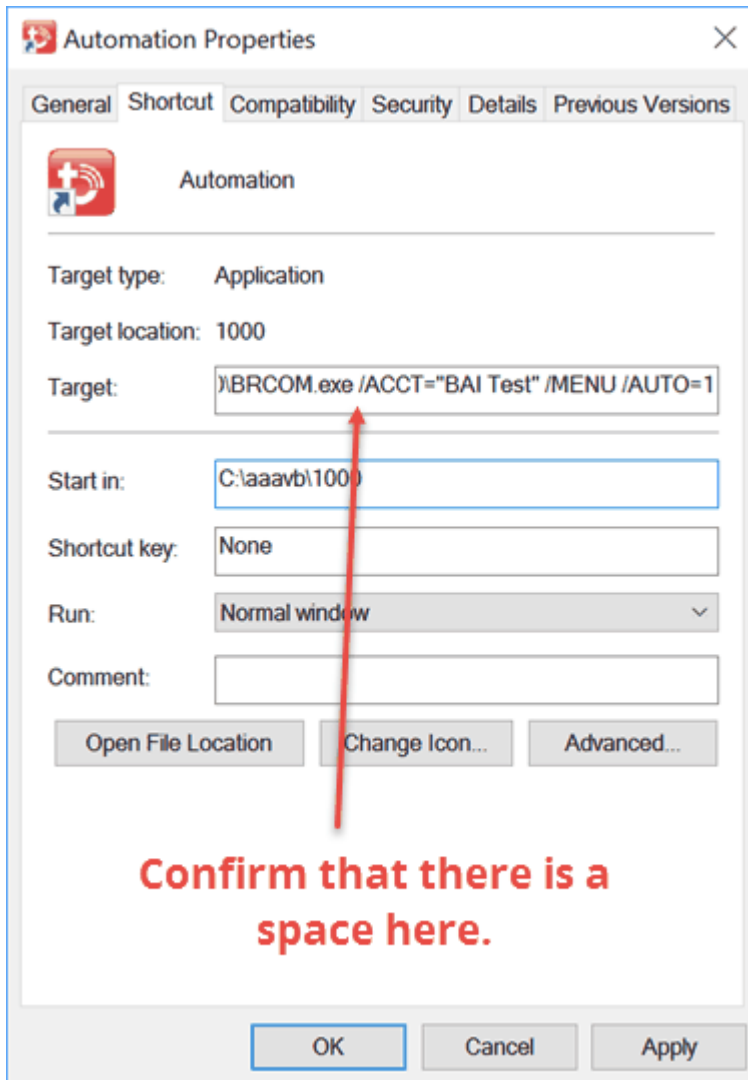 Automation Properties
General Shortcut Compatibility Security Details Previous Versions
Automation
Target type: Application
Target location: 1000
Target: )\BRCOM.exe /ACCT="BAI Test" /MENU /AUTO=1
Start in: C:\aaavb\1000
Shortcut key: None
Run: Normal window
Comment:
Open File Location Change Icon... Advanced...
Confirm that there is a
space here.
OK Cancel Apply